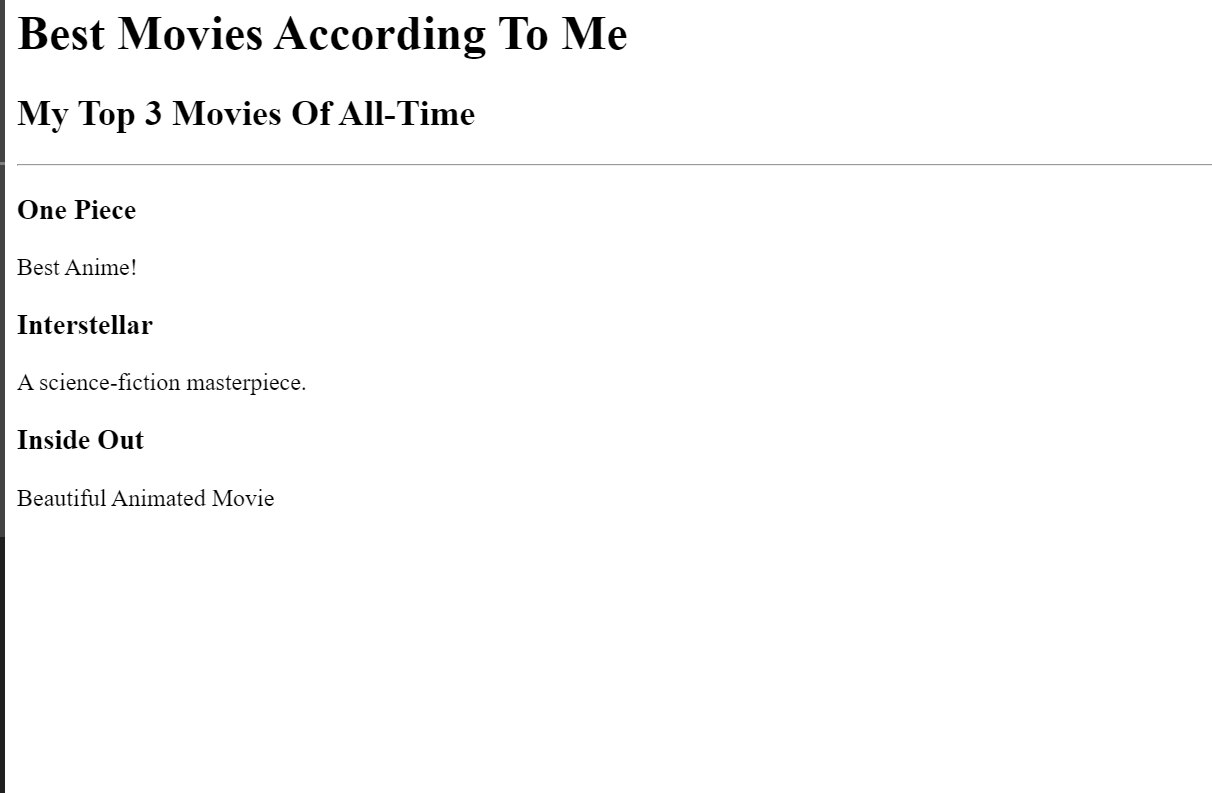 Best Movies According To Me
My Top 3 Movies Of All-Time
One Piece
Best Anime!
Interstellar
A science-fiction masterpiece.
Inside Out
Beautiful Animated Movie